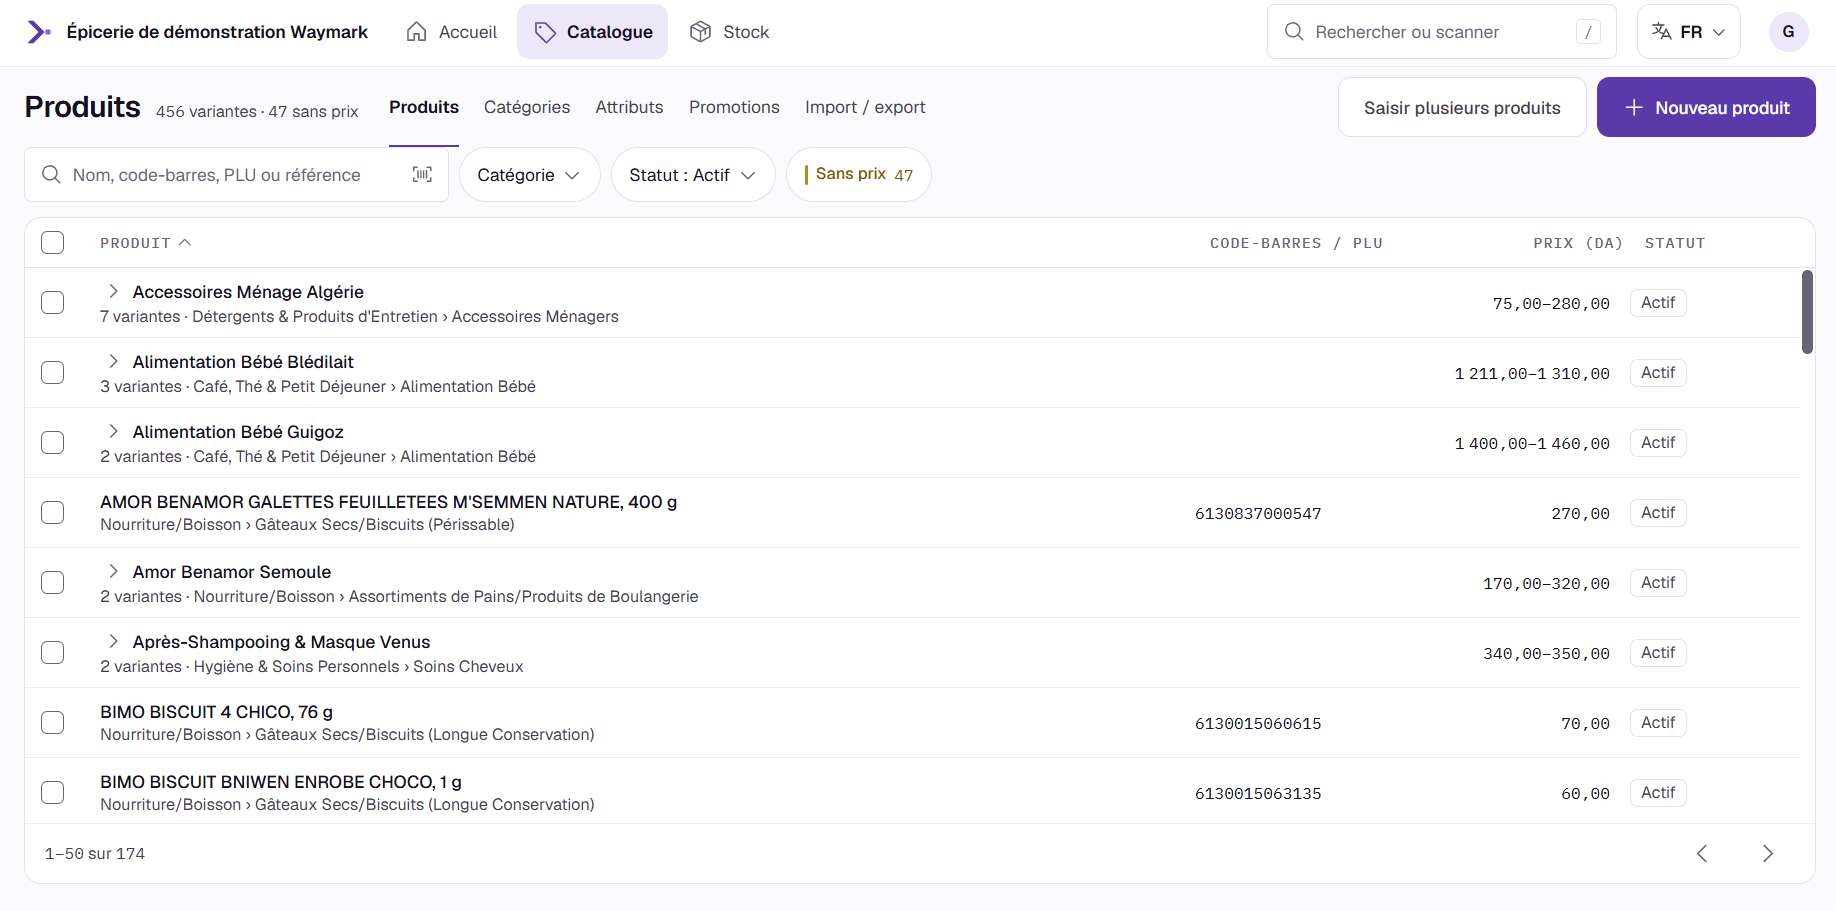 Épicerie de démonstration Waymark
Accueil
Catalogue
Stock
Rechercher ou scanner
/
FR
G
Produits
456 variantes · 47 sans prix
Produits
Catégories
Attributs
Promotions
Import / export
Saisir plusieurs produits
Nouveau produit
Nom, code-barres, PLU ou référence
Catégorie
Statut : Actif
Sans prix 47
PRODUIT
CODE-BARRES / PLU
PRIX (DA)
STATUT
Accessoires Ménage Algérie
7 variantes · Détergents & Produits d'Entretien › Accessoires Ménagers
75,00–280,00
Actif
Alimentation Bébé Blédilait
3 variantes · Café, Thé & Petit Déjeuner › Alimentation Bébé
1 211,00–1 310,00
Actif
Alimentation Bébé Guigoz
2 variantes · Café, Thé & Petit Déjeuner › Alimentation Bébé
1 400,00–1 460,00
Actif
AMOR BENAMOR GALETTES FEUILLETEES M'SEMMEN NATURE, 400 g
Nourriture/Boisson › Gâteaux Secs/Biscuits (Périssable)
6130837000547
270,00
Actif
Amor Benamor Semoule
2 variantes · Nourriture/Boisson › Assortiments de Pains/Produits de Boulangerie
170,00–320,00
Actif
Après-Shampooing & Masque Venus
2 variantes · Hygiène & Soins Personnels › Soins Cheveux
340,00–350,00
Actif
BIMO BISCUIT 4 CHICO, 76 g
Nourriture/Boisson › Gâteaux Secs/Biscuits (Longue Conservation)
6130015060615
70,00
Actif
BIMO BISCUIT BNIWEN ENROBE CHOCO, 1 g
Nourriture/Boisson › Gâteaux Secs/Biscuits (Longue Conservation)
6130015063135
60,00
Actif
1–50 sur 174